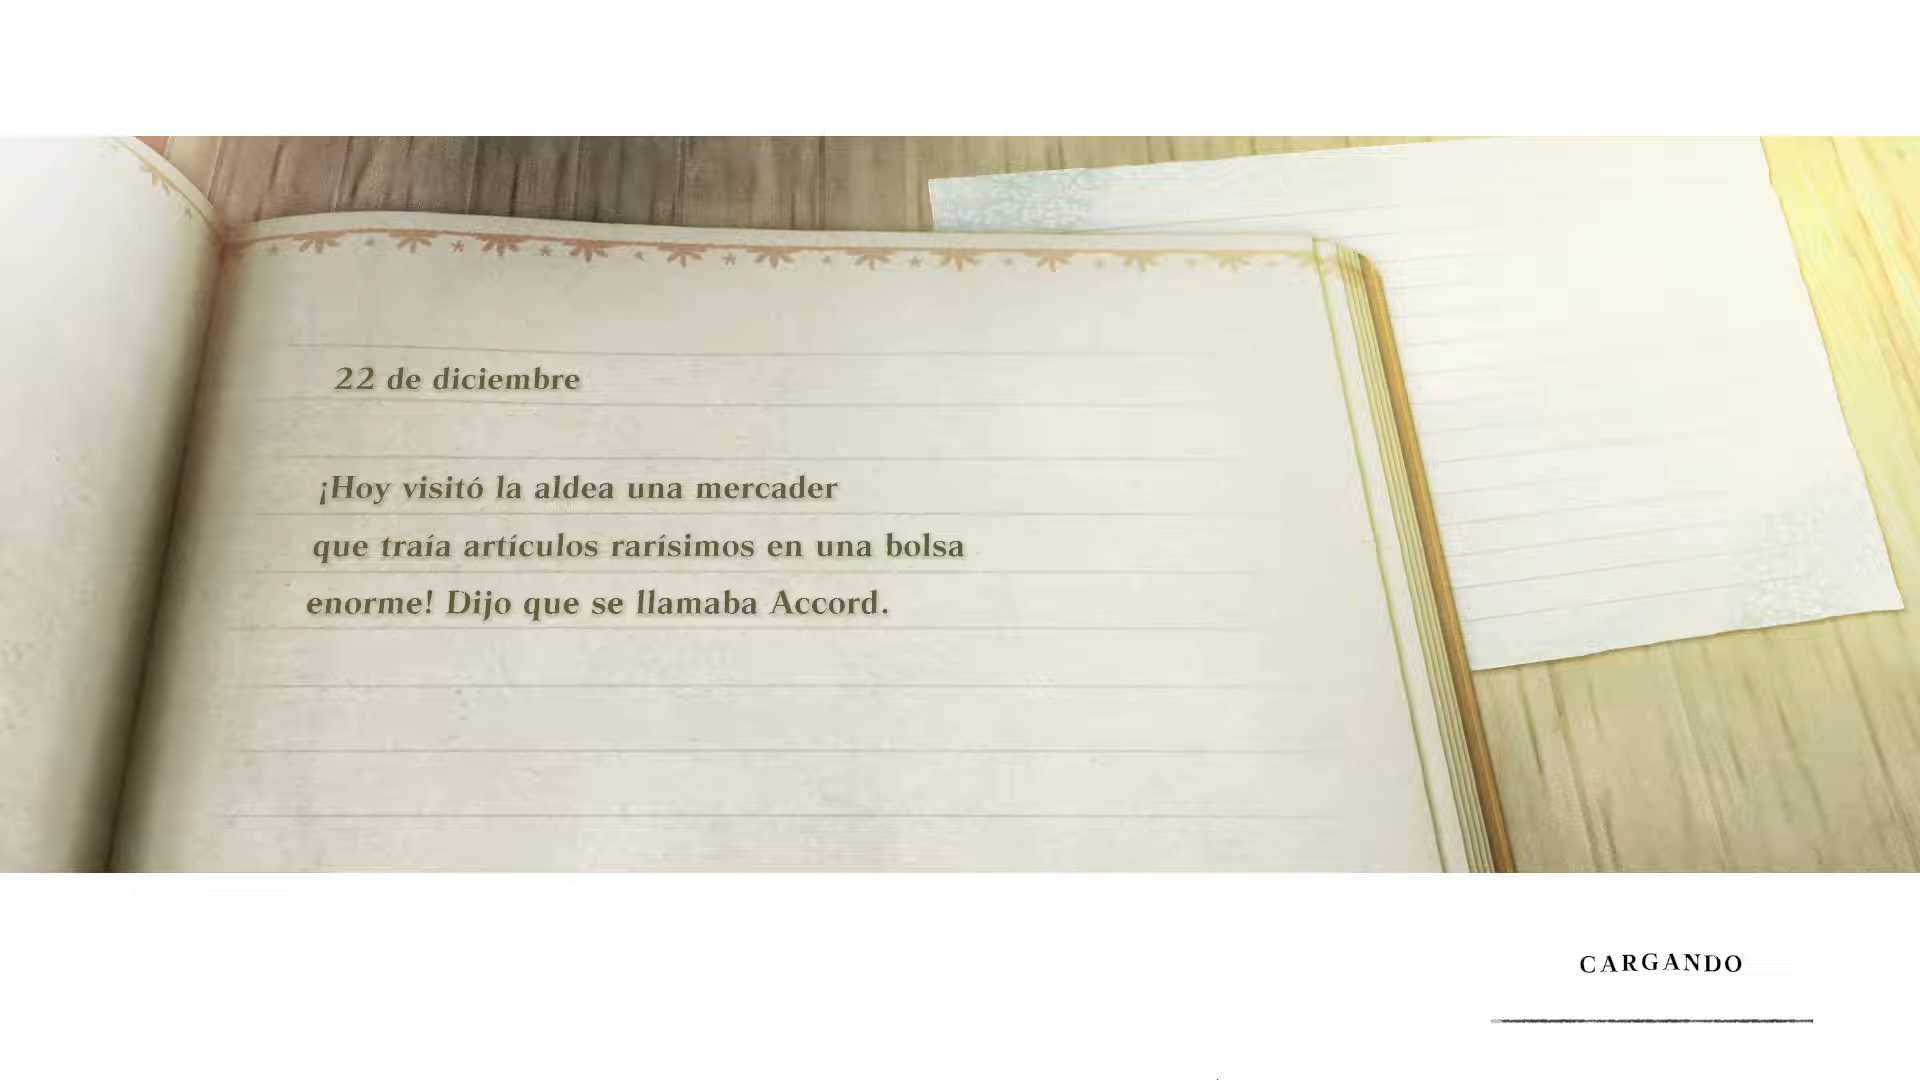 22 de diciembre
¡Hoy visitó la aldea una mercader
que traía artículos rarísimos en una bolsa
enorme! Dijo que se llamaba Accord.
CARGANDO